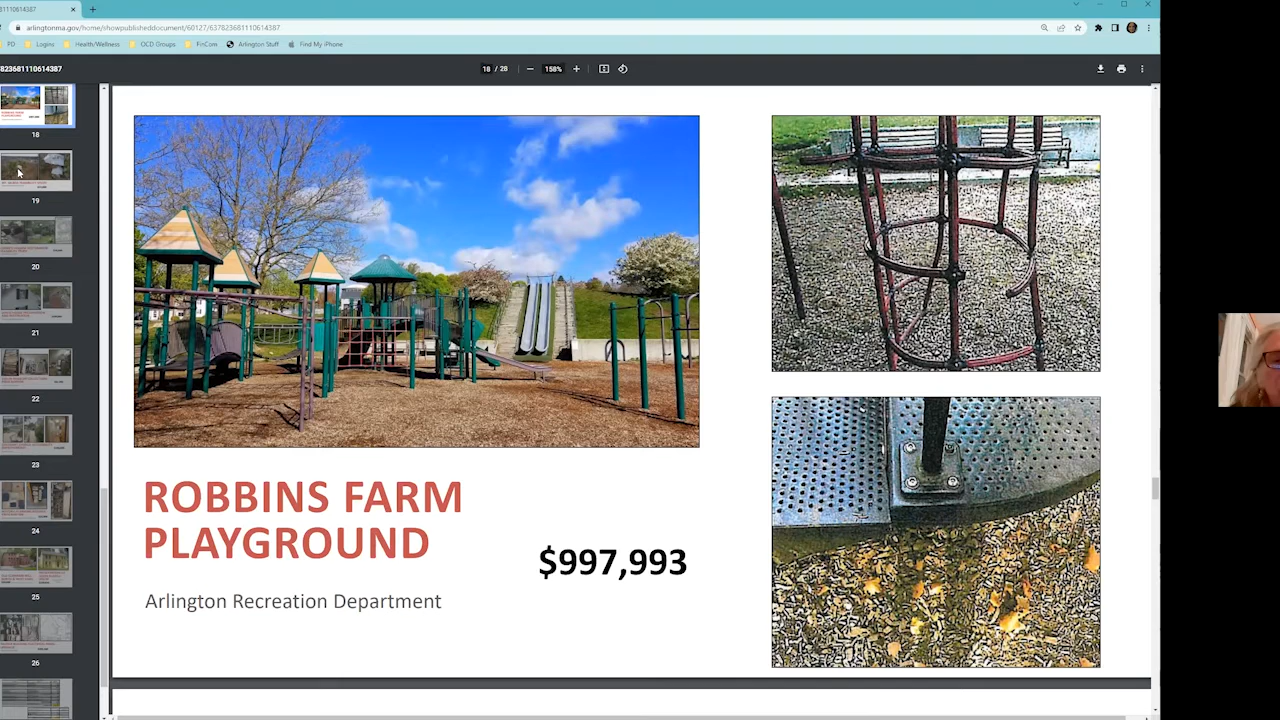 1110614387
arlingtonma.gov/home/showpublisheddocument/60127/637823681110614387
PD Logins Health/Wellness OCD Groups FinCom Arlington Stuff Find My iPhone
823681110614387
18 / 28
158%
18
19
20
21
22
23
24
25
26
ROBBINS FARM
PLAYGROUND
$997,993
Arlington Recreation Department